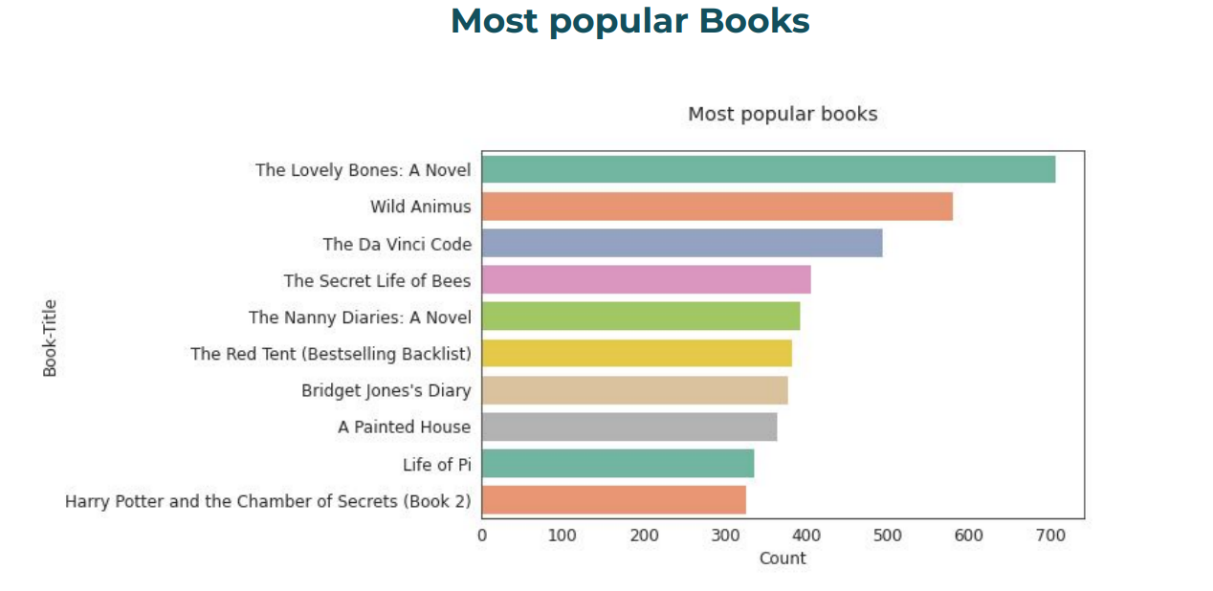 Most popular Books
Most popular books
The Lovely Bones: A Novel
Wild Animus
The Da Vinci Code
The Secret Life of Bees
The Nanny Diaries: A Novel
The Red Tent (Bestselling Backlist)
Bridget Jones's Diary
A Painted House
Life of Pi
Harry Potter and the Chamber of Secrets (Book 2)
Book-Title
0 100 200 300 400 500 600 700
Count